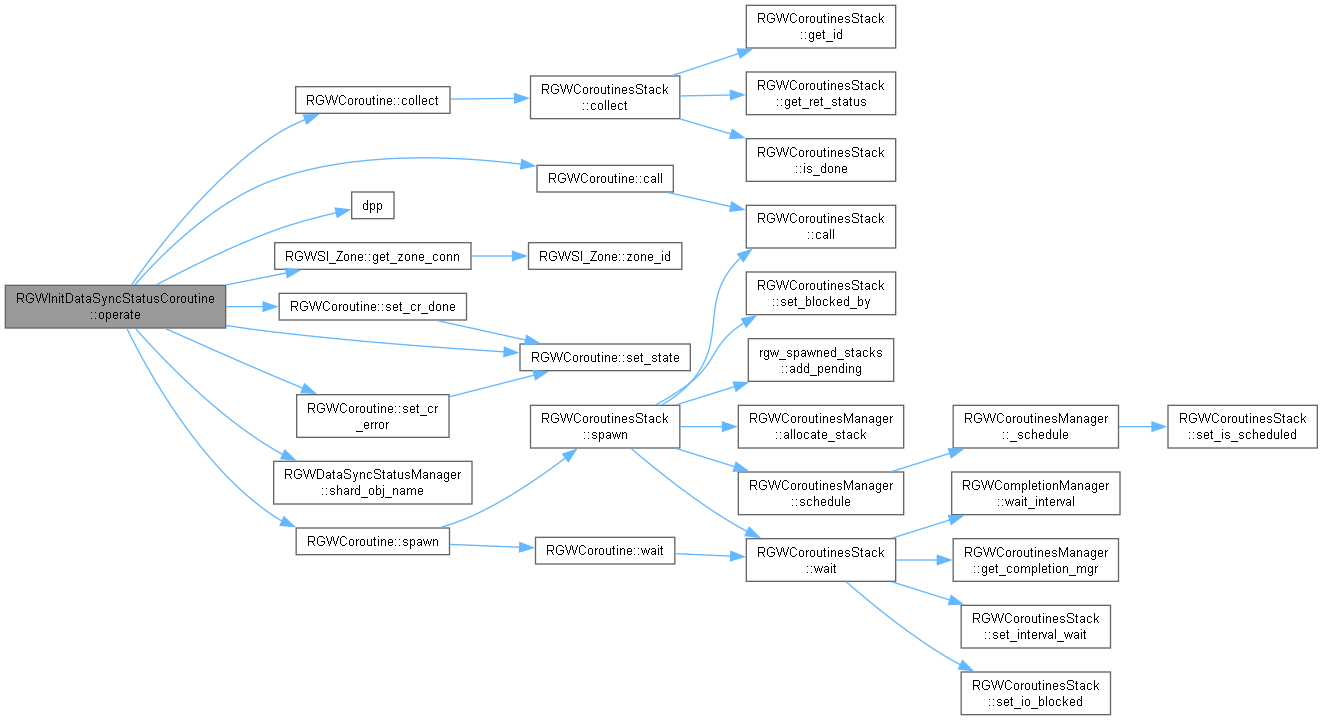 RGWInitDataSyncStatusCoroutine
::operate
RGWCoroutine::collect
RGWCoroutinesStack
::collect
RGWCoroutinesStack
::get_id
RGWCoroutinesStack
::get_ret_status
RGWCoroutinesStack
::is_done
RGWCoroutine::call
RGWCoroutinesStack
::call
dpp
RGWSI_Zone::get_zone_conn
RGWSI_Zone::zone_id
RGWCoroutine::set_cr_done
RGWCoroutine::set_state
RGWCoroutine::set_cr
_error
RGWDataSyncStatusManager
::shard_obj_name
RGWCoroutine::spawn
RGWCoroutinesStack
::spawn
RGWCoroutinesStack
::set_blocked_by
rgw_spawned_stacks
::add_pending
RGWCoroutinesManager
::allocate_stack
RGWCoroutinesManager
::schedule
RGWCoroutinesManager
::_schedule
RGWCoroutinesStack
::set_is_scheduled
RGWCoroutine::wait
RGWCoroutinesStack
::wait
RGWCompletionManager
::wait_interval
RGWCoroutinesManager
::get_completion_mgr
RGWCoroutinesStack
::set_interval_wait
RGWCoroutinesStack
::set_io_blocked